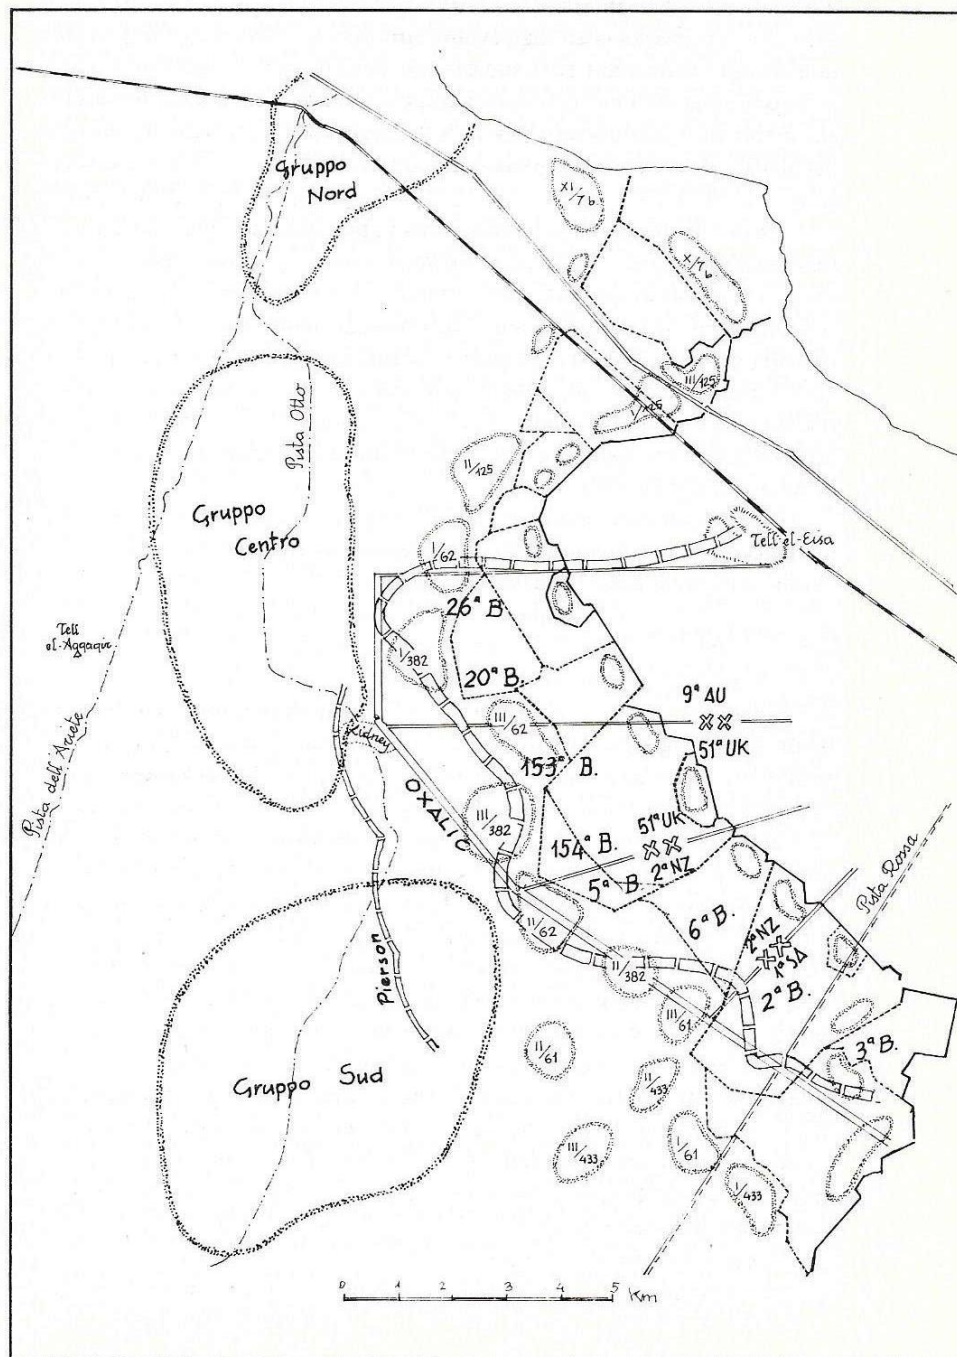 Gruppo
Nord
XI/7 b
X/7 b
III/125
I/125
Pista Otto
II/125
Gruppo
Centro
Tell el-Eisa
I/62
26ª B.
Tell
el-Aqqaqir
I/382
20ª B.
III/62
9ª AU
51ª UK
Kidney
153ª B.
Pista dell'Ariete
OXALIC
III/382
154ª B.
51ª UK
2ª NZ
5ª B.
Pista Rossa
6ª B.
II/62
2ª NZ
1ª SA
Pierson
II/382
2ª B.
III/61
3ª B.
II/61
Gruppo Sud
II/433
III/433
I/61
I/433
0 1 2 3 4 5 Km